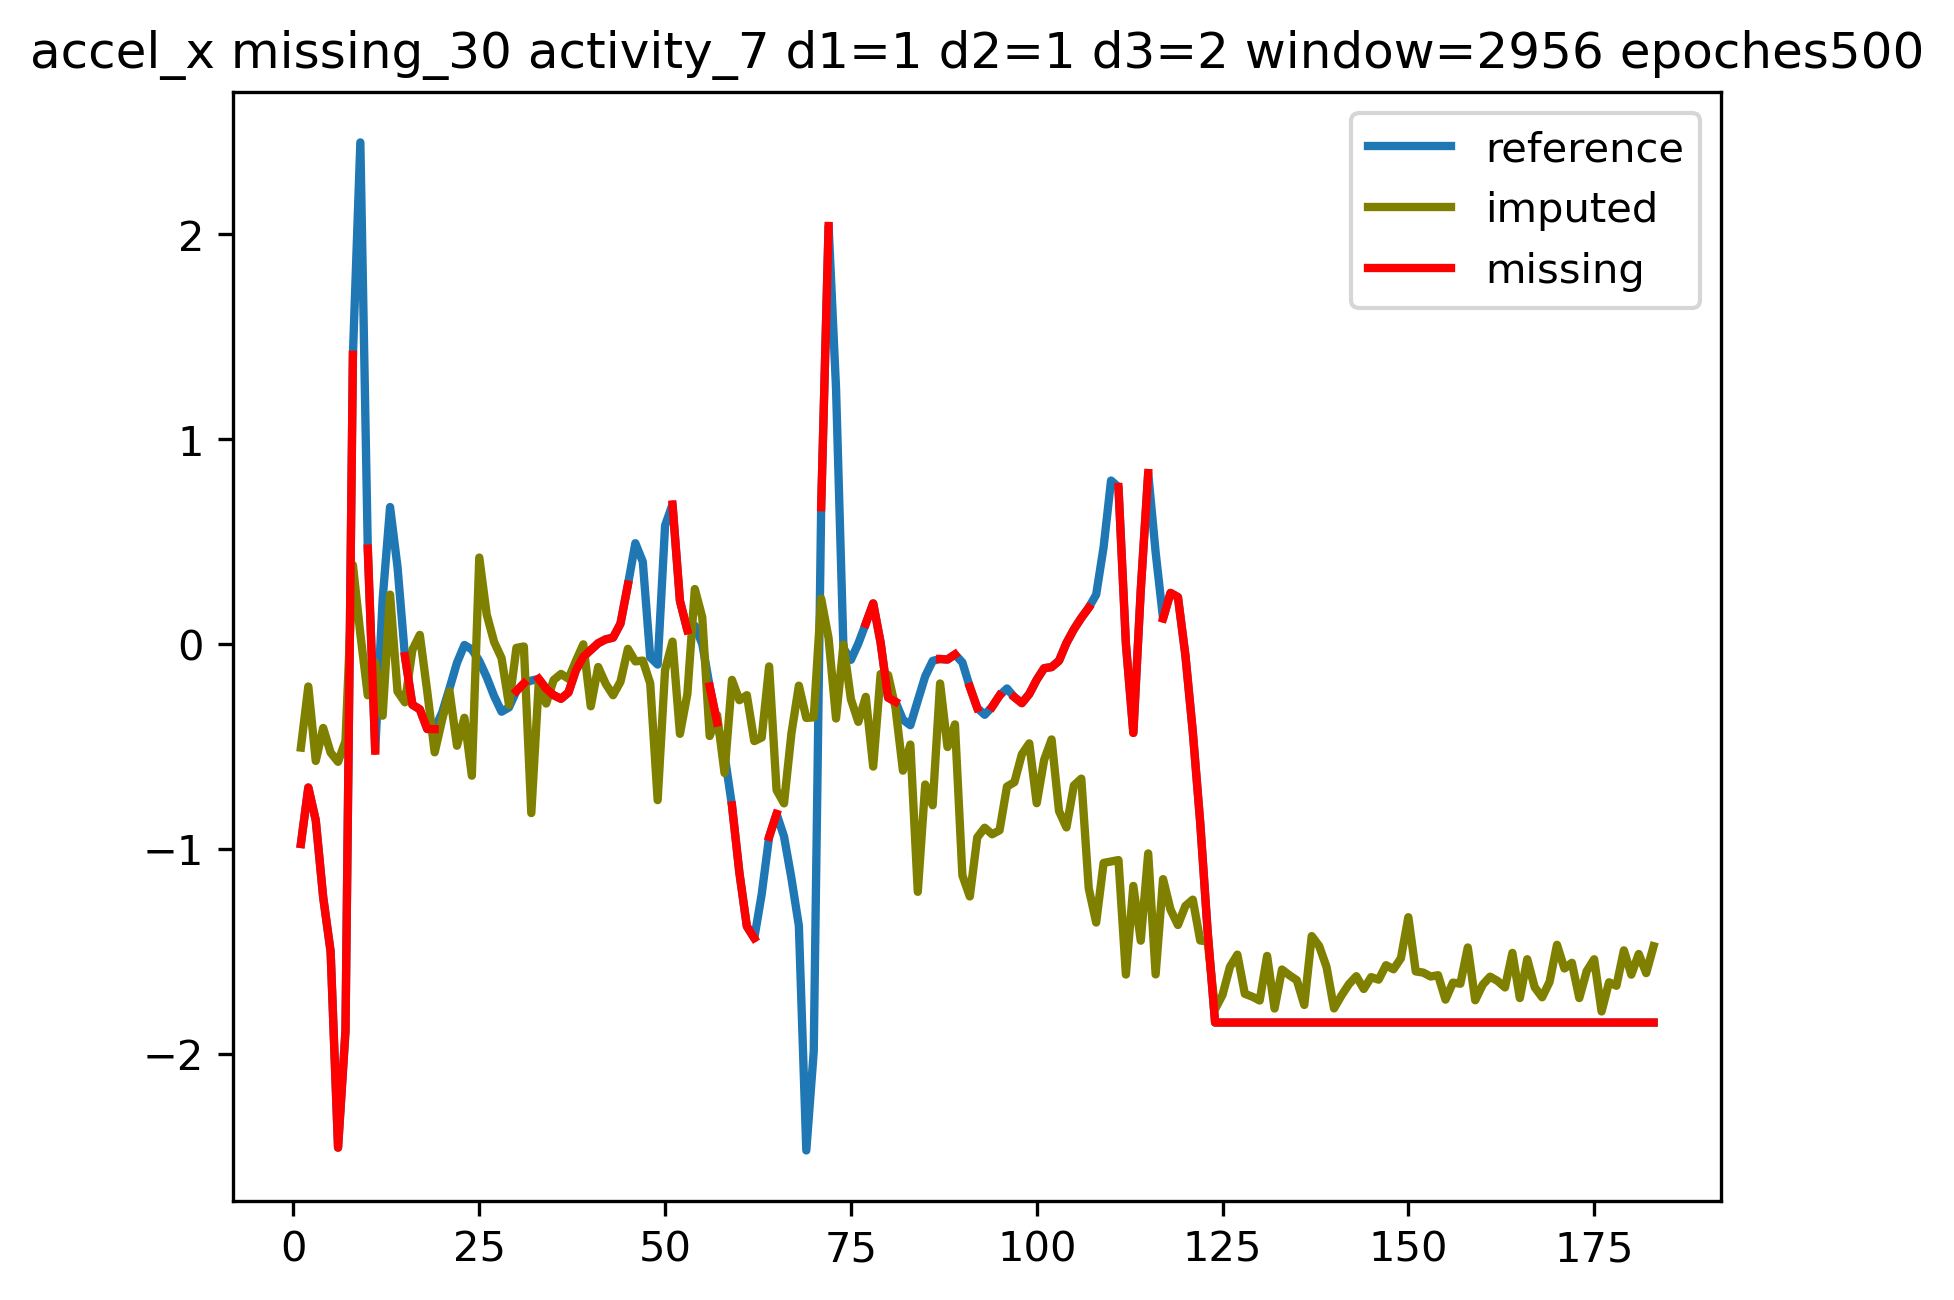 accel_x missing_30 activity_7 d1=1 d2=1 d3=2 window=2956 epoches500
reference
imputed
missing
2
1
0
−1
−2
0 25 50 75 100 125 150 175